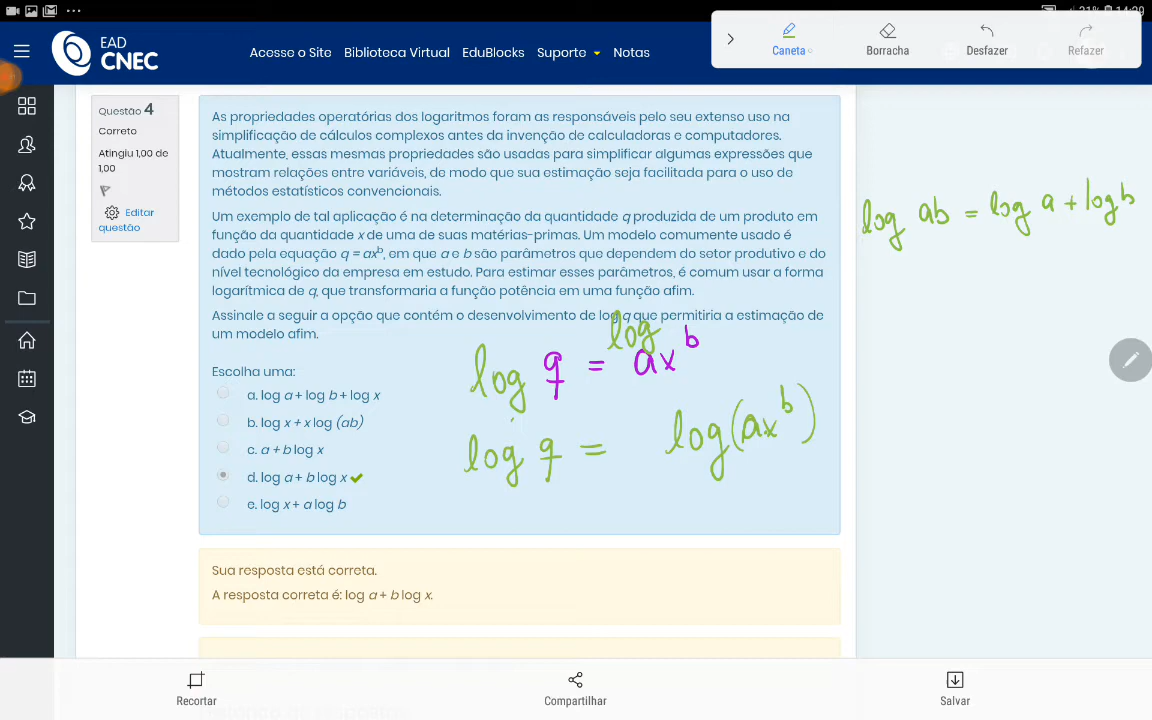 31% 14:29
EAD
CNEC
Acesse o Site Biblioteca Virtual EduBlocks Suporte Notas
Caneta Borracha Desfazer Refazer
Questão 4
Correto
Atingiu 1,00 de
1,00
Editar
questão
As propriedades operatórias dos logaritmos foram as responsáveis pelo seu extenso uso na
simplificação de cálculos complexos antes da invenção de calculadoras e computadores.
Atualmente, essas mesmas propriedades são usadas para simplificar algumas expressões que
mostram relações entre variáveis, de modo que sua estimação seja facilitada para o uso de
métodos estatísticos convencionais.
Um exemplo de tal aplicação é na determinação da quantidade q produzida de um produto em
função da quantidade x de uma de suas matérias-primas. Um modelo comumente usado é
dado pela equação q = ax^b, em que a e b são parâmetros que dependem do setor produtivo e do
nível tecnológico da empresa em estudo. Para estimar esses parâmetros, é comum usar a forma
logarítmica de q, que transformaria a função potência em uma função afim.
Assinale a seguir a opção que contém o desenvolvimento de log q que permitiria a estimação de
um modelo afim.
Escolha uma:
a. log a + log b + log x
b. log x + x log (ab)
c. a + b log x
d. log a + b log x
e. log x + a log b
log q = log ax^b
log q = log(ax^b)
log ab = log a + log b
Sua resposta está correta.
A resposta correta é: log a + b log x.
Recortar Compartilhar Salvar